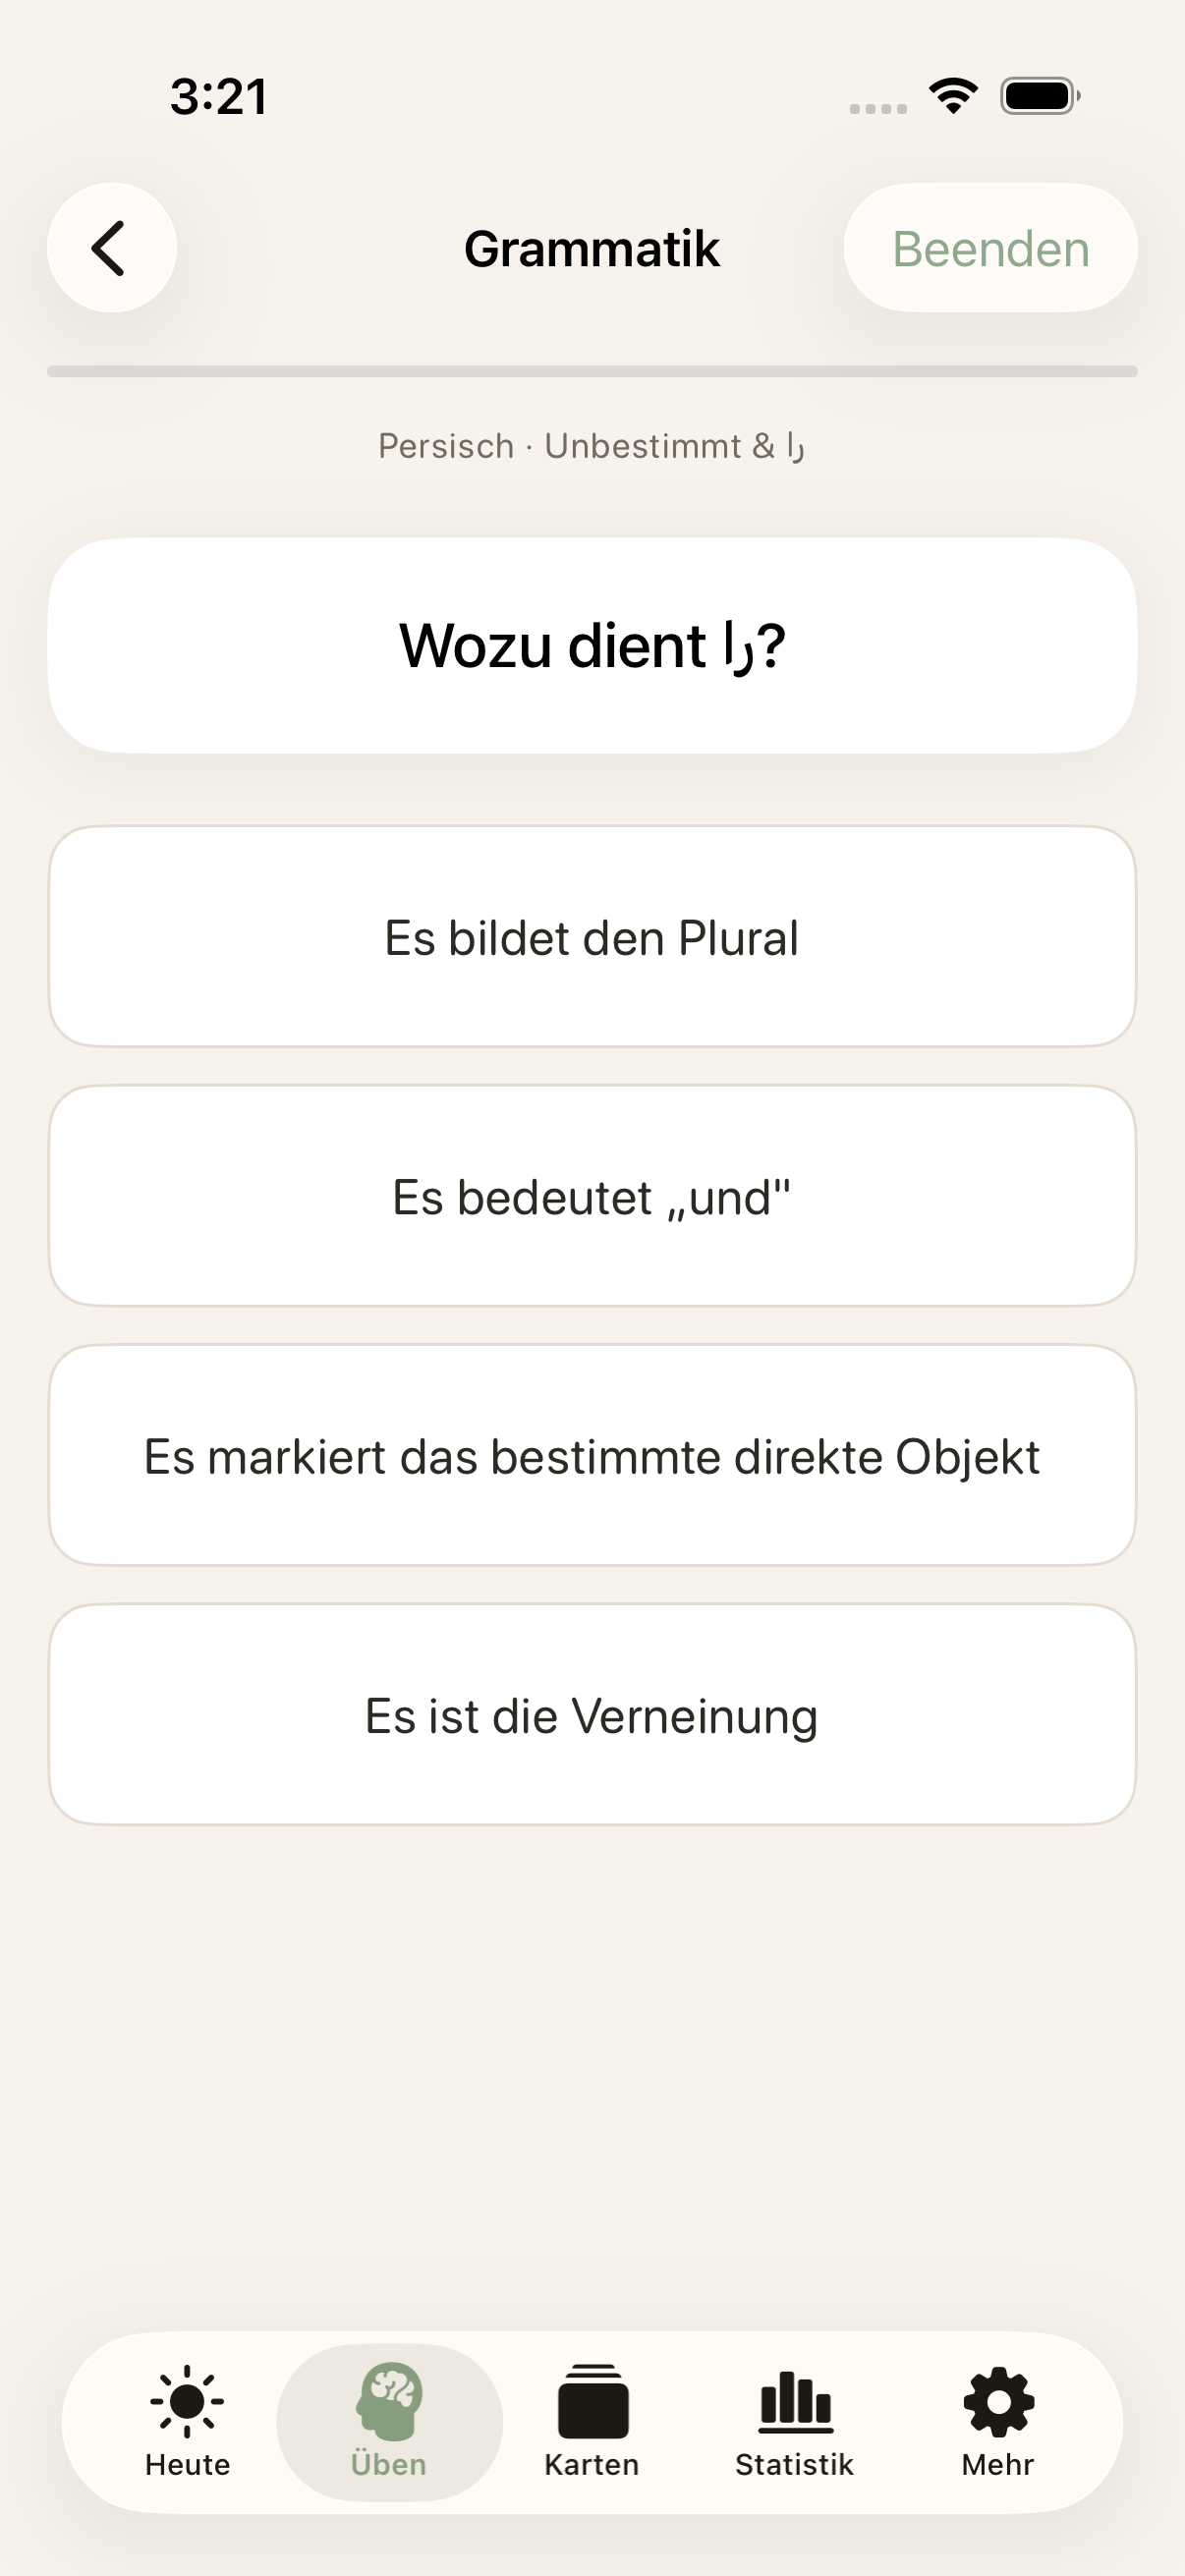 3:21
Grammatik
Beenden
Persisch · Unbestimmt & را
Wozu dient را?
Es bildet den Plural
Es bedeutet „und"
Es markiert das bestimmte direkte Objekt
Es ist die Verneinung
Heute
Üben
Karten
Statistik
Mehr